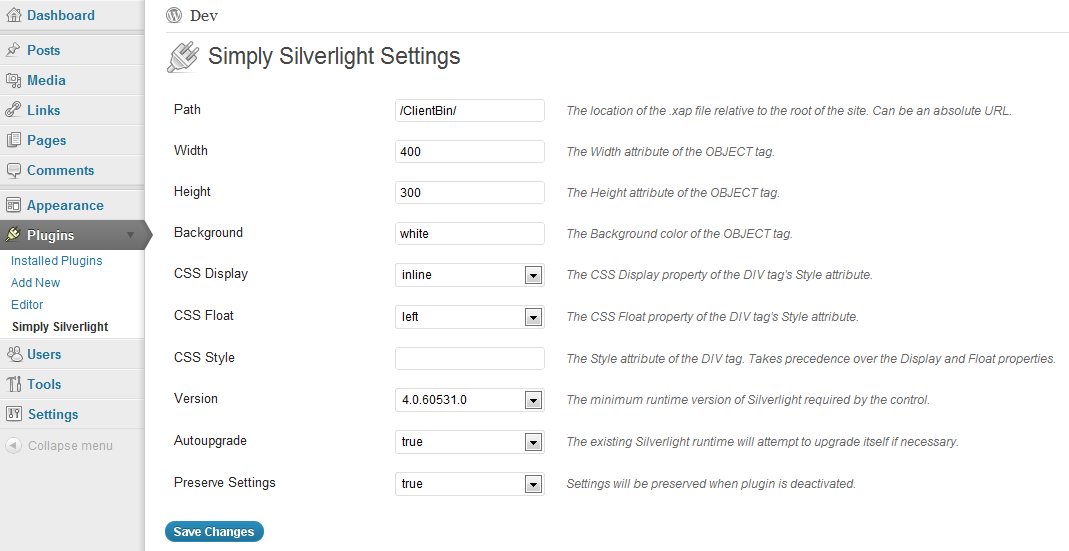 Dashboard
Posts
Media
Links
Pages
Comments
Appearance
Plugins
Installed Plugins
Add New
Editor
Simply Silverlight
Users
Tools
Settings
Collapse menu
Dev
Simply Silverlight Settings
Path /ClientBin/ The location of the .xap file relative to the root of the site. Can be an absolute URL.
Width 400 The Width attribute of the OBJECT tag.
Height 300 The Height attribute of the OBJECT tag.
Background white The Background color of the OBJECT tag.
CSS Display inline The CSS Display property of the DIV tag's Style attribute.
CSS Float left The CSS Float property of the DIV tag's Style attribute.
CSS Style The Style attribute of the DIV tag. Takes precedence over the Display and Float properties.
Version 4.0.60531.0 The minimum runtime version of Silverlight required by the control.
Autoupgrade true The existing Silverlight runtime will attempt to upgrade itself if necessary.
Preserve Settings true Settings will be preserved when plugin is deactivated.
Save Changes